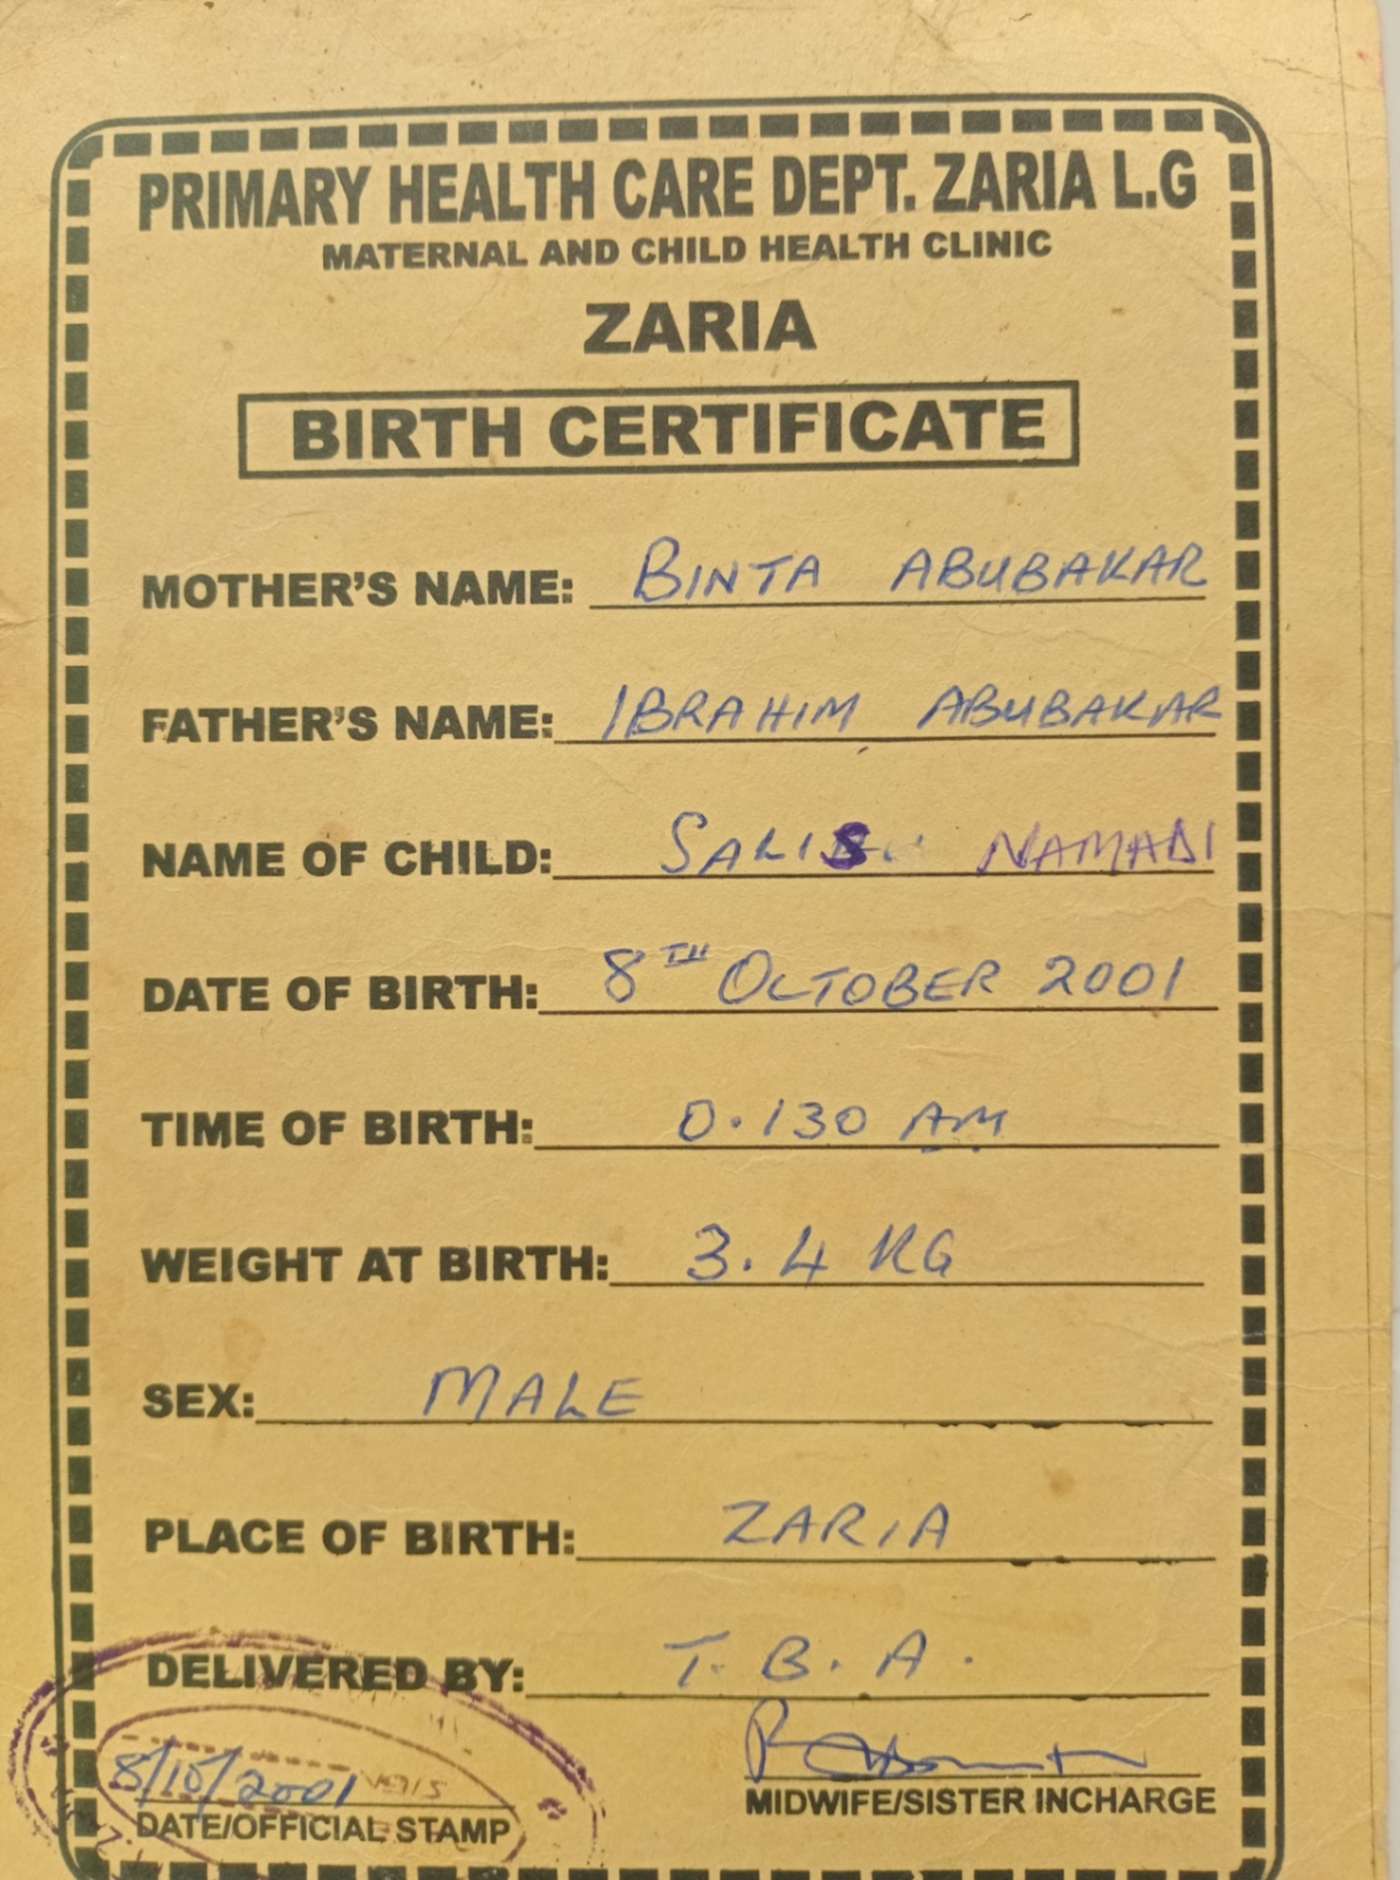 PRIMARY HEALTH CARE DEPT. ZARIA L.G
MATERNAL AND CHILD HEALTH CLINIC
ZARIA
BIRTH CERTIFICATE
MOTHER'S NAME: BINTA ABUBAKAR
FATHER'S NAME: IBRAHIM ABUBAKAR
NAME OF CHILD: SALIS NAMADI
DATE OF BIRTH: 8TH OCTOBER 2001
TIME OF BIRTH: 0.130 AM
WEIGHT AT BIRTH: 3.4 KG
SEX: MALE
PLACE OF BIRTH: ZARIA
DELIVERED BY: T.B.A.
8/10/2001
DATE/OFFICIAL STAMP
MIDWIFE/SISTER INCHARGE